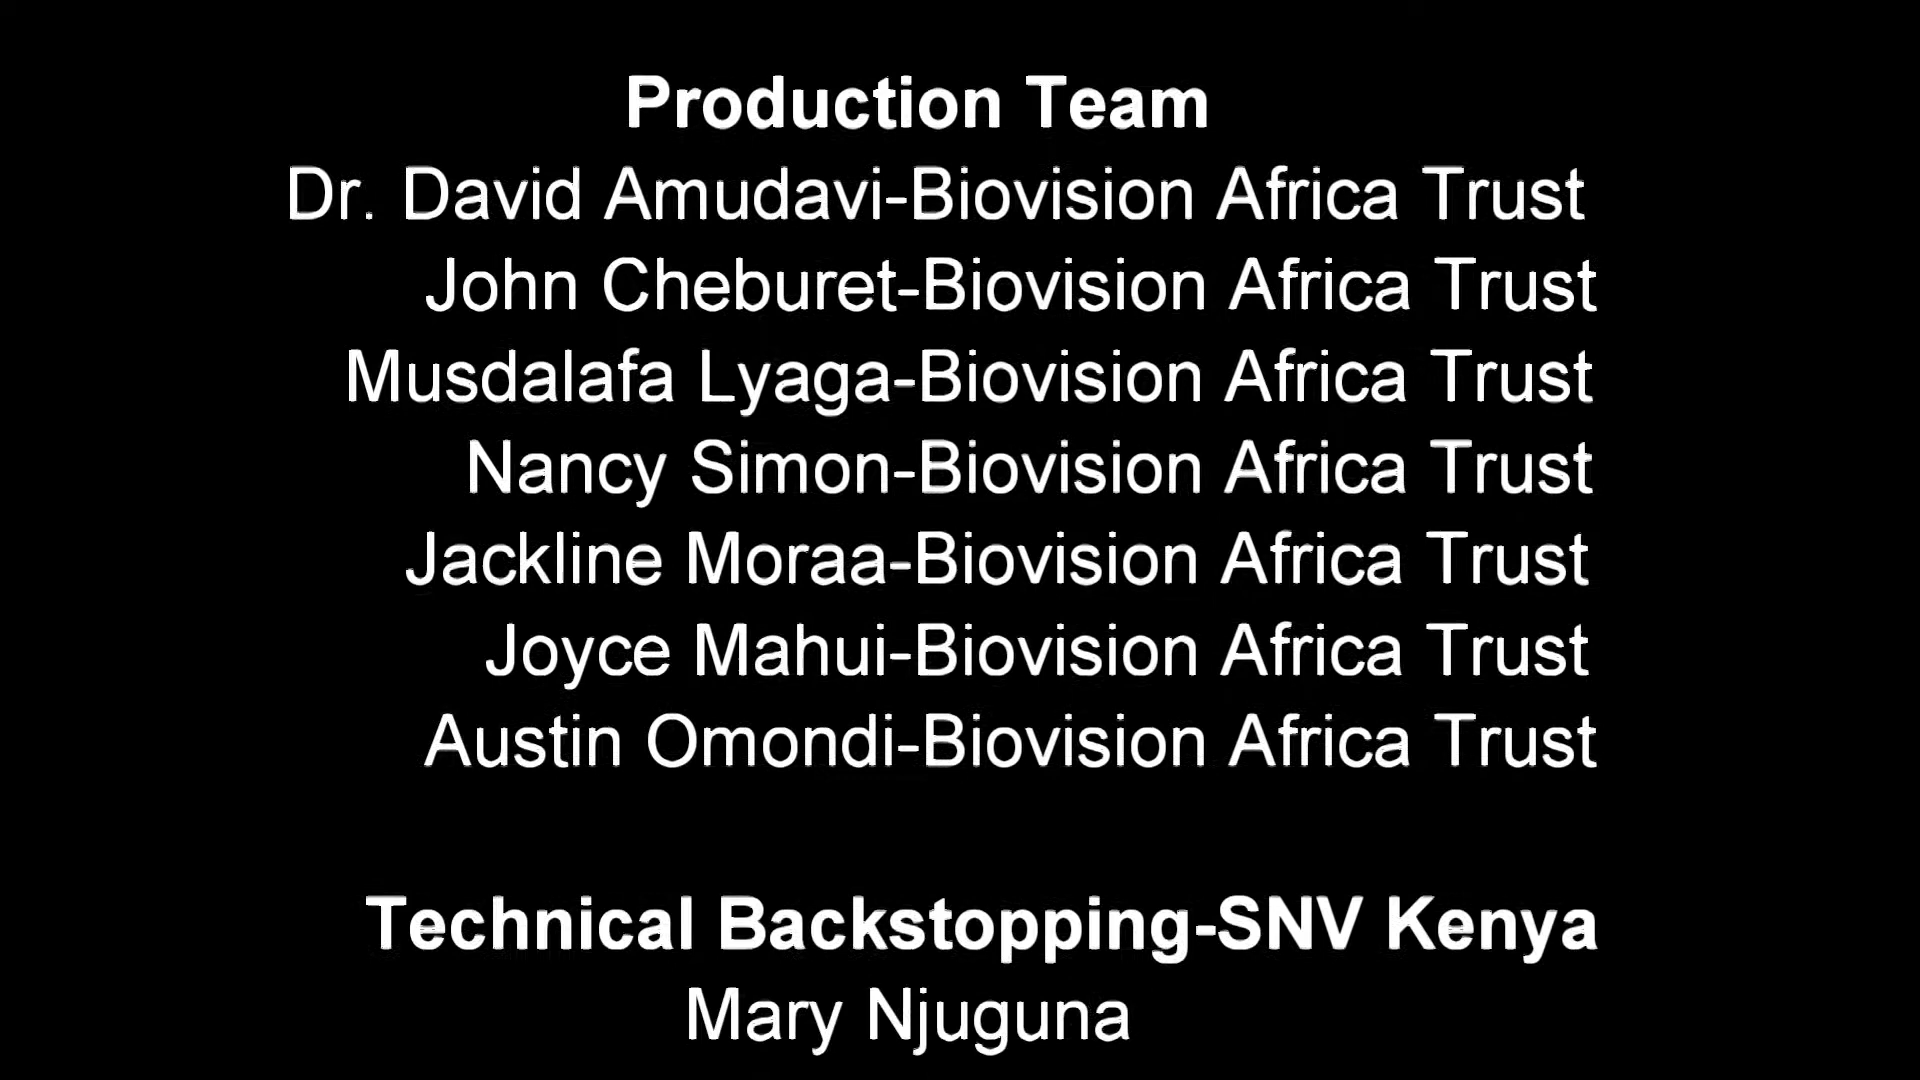 Production Team
Dr. David Amudavi-Biovision Africa Trust
John Cheburet-Biovision Africa Trust
Musdalafa Lyaga-Biovision Africa Trust
Nancy Simon-Biovision Africa Trust
Jackline Moraa-Biovision Africa Trust
Joyce Mahui-Biovision Africa Trust
Austin Omondi-Biovision Africa Trust
Technical Backstopping-SNV Kenya
Mary Njuguna